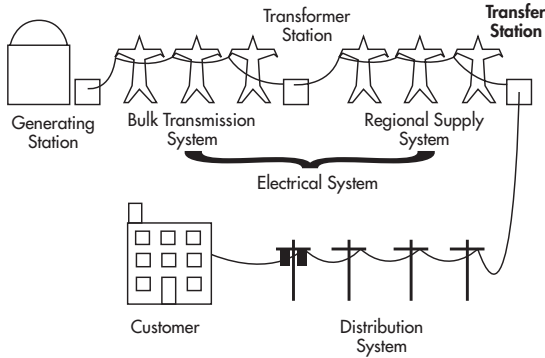 Transformer
Station
Transfer
Station
Generating
Station
Bulk Transmission
System
Regional Supply
System
Electrical System
Customer
Distribution
System